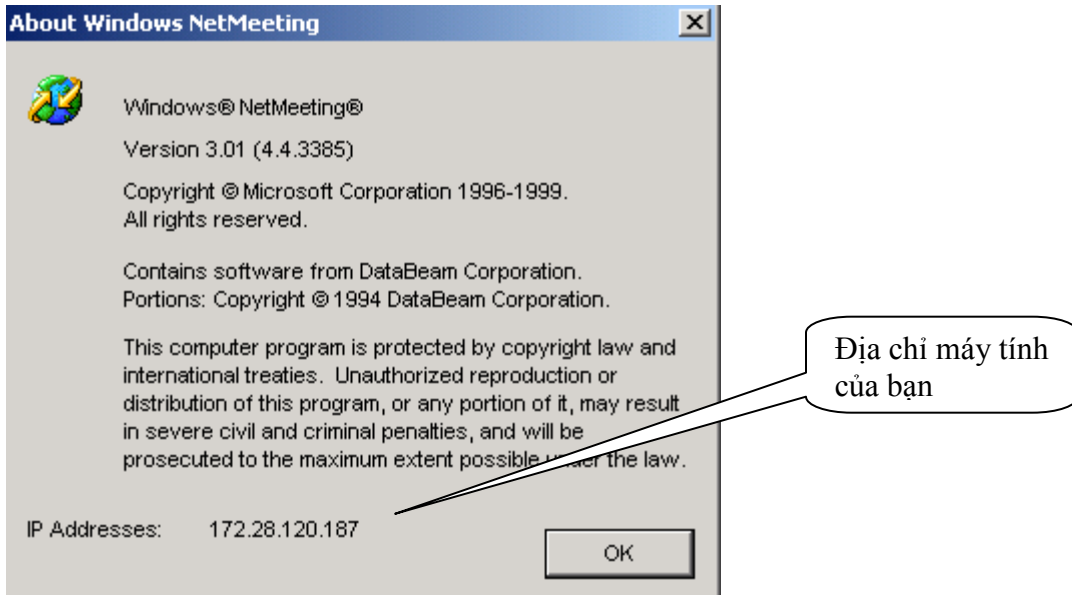 About Windows NetMeeting
Windows® NetMeeting®
Version 3.01 (4.4.3385)
Copyright © Microsoft Corporation 1996-1999.
All rights reserved.
Contains software from DataBeam Corporation.
Portions: Copyright © 1994 DataBeam Corporation.
This computer program is protected by copyright law and
international treaties. Unauthorized reproduction or
distribution of this program, or any portion of it, may result
in severe civil and criminal penalties, and will be
prosecuted to the maximum extent possible under the law.
IP Addresses: 172.28.120.187
OK
Địa chỉ máy tính
của bạn